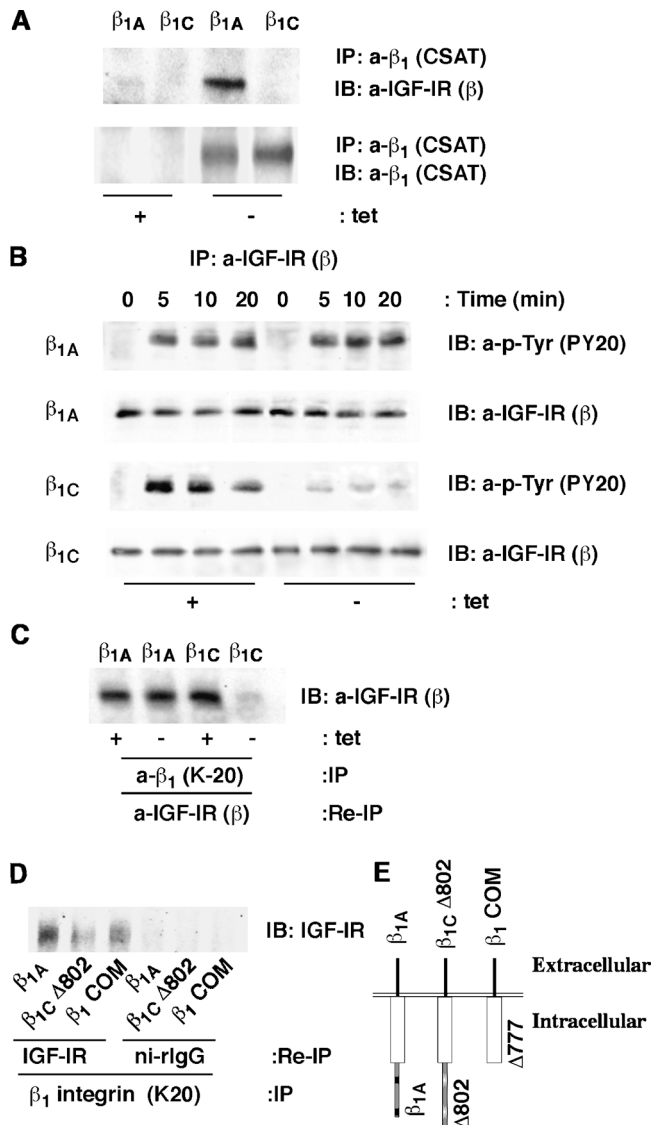 A
β1A β1C β1A β1C
IP: a-β1 (CSAT)
IB: a-IGF-IR (β)
IP: a-β1 (CSAT)
IB: a-β1 (CSAT)
+ - : tet
B
IP: a-IGF-IR (β)
0 5 10 20 0 5 10 20 : Time (min)
β1A IB: a-p-Tyr (PY20)
β1A IB: a-IGF-IR (β)
β1C IB: a-p-Tyr (PY20)
β1C IB: a-IGF-IR (β)
+ - : tet
C
β1A β1A β1C β1C
IB: a-IGF-IR (β)
+ - + - : tet
a-β1 (K-20) :IP
a-IGF-IR (β) :Re-IP
D
IB: IGF-IR
β1A β1C Δ802 β1 COM β1A β1C Δ802 β1 COM
IGF-IR ni-rIgG :Re-IP
β1 integrin (K20) :IP
E
β1A β1C Δ802 β1 COM
Extracellular
Intracellular
Δ777
β1A Δ802